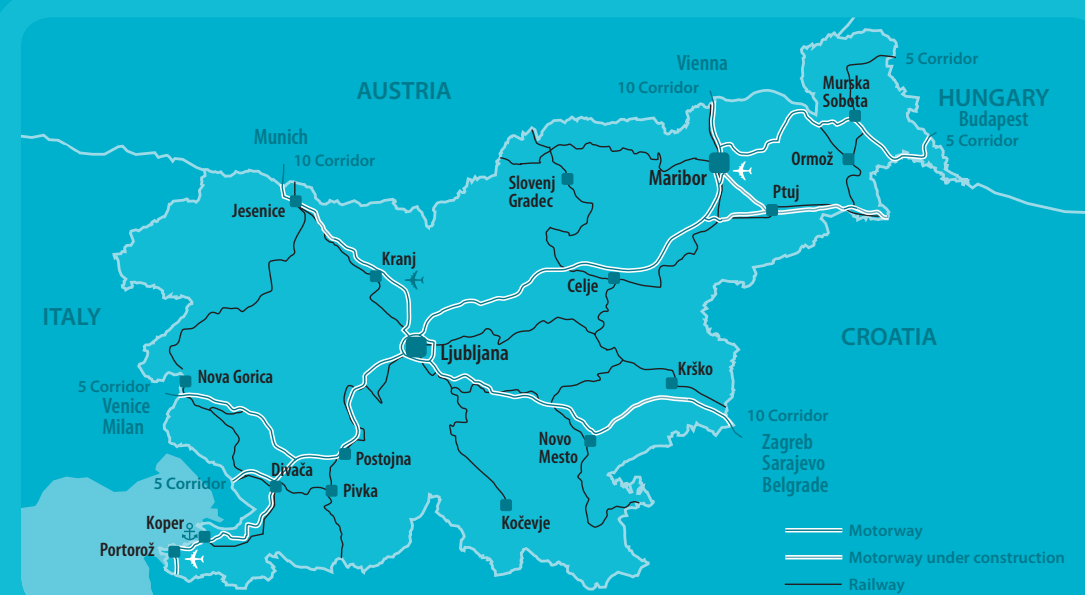 AUSTRIA
Vienna
10 Corridor
5 Corridor
Murska
Sobota
HUNGARY
Budapest
5 Corridor
Munich
10 Corridor
Ormož
Maribor
Slovenj
Gradec
Ptuj
Jesenice
Kranj
Celje
ITALY
CROATIA
Ljubljana
Krško
Nova Gorica
5 Corridor
Venice
Milan
10 Corridor
Zagreb
Sarajevo
Belgrade
Novo
Mesto
Postojna
Divača
5 Corridor
Pivka
Kočevje
Koper
Portorož
Motorway
Motorway under construction
Railway